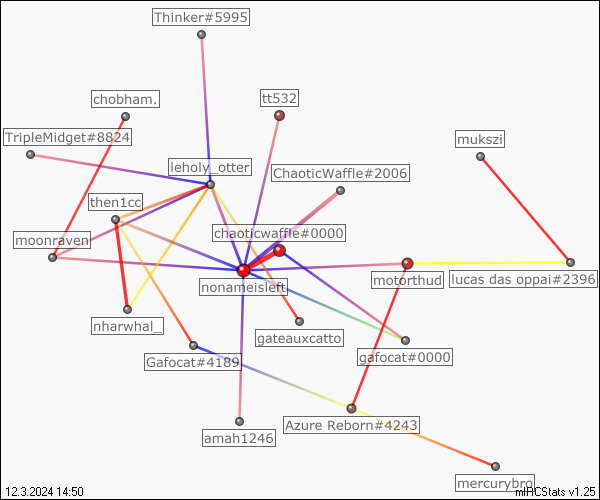 Thinker#5995
chobham.
tt532
TripleMidget#8824
mukszi
leholy_otter
ChaoticWaffle#2006
then1cc
chaoticwaffle#0000
moonraven
nonameisleft
motorthud
lucas das oppai#2396
nharwhal_
gateauxcatto
Gafocat#4189
gafocat#0000
amah1246
Azure Reborn#4243
mercurybro
12.3.2024 14:50
mIRCStats v1.25